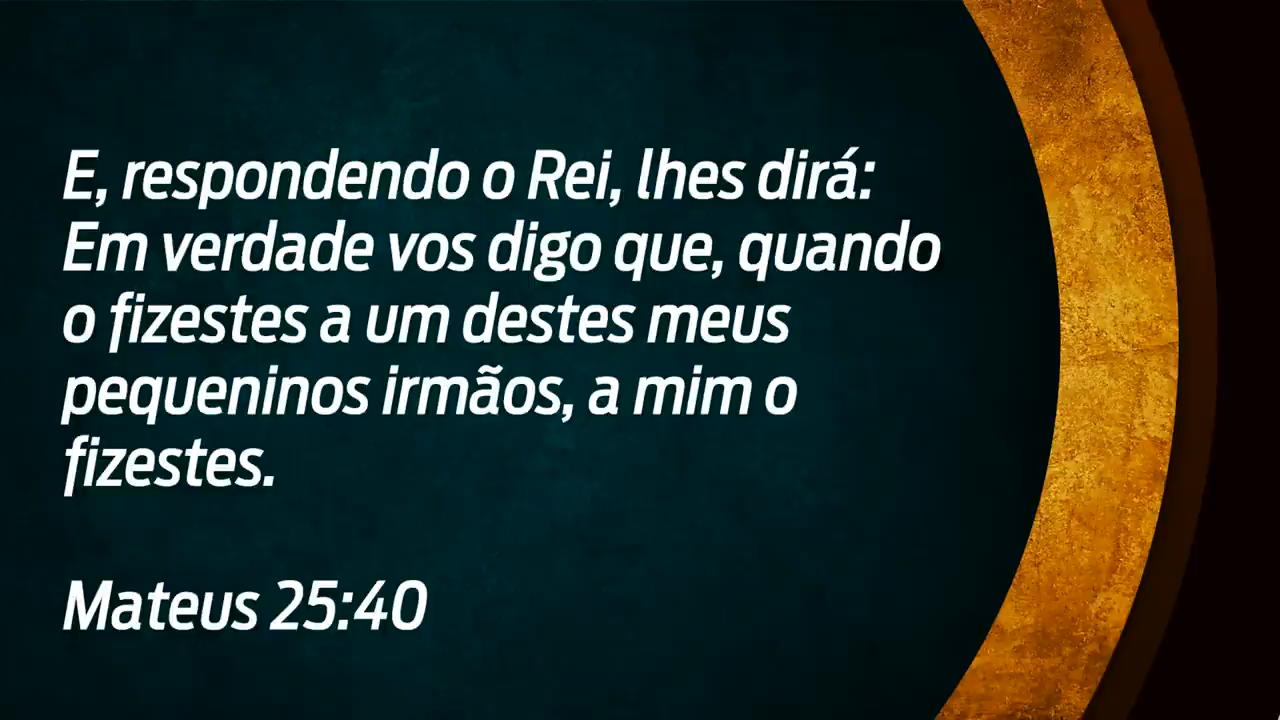 E, respondendo o Rei, lhes dirá:
Em verdade vos digo que, quando
o fizestes a um destes meus
pequeninos irmãos, a mim o
fizestes.
Mateus 25:40